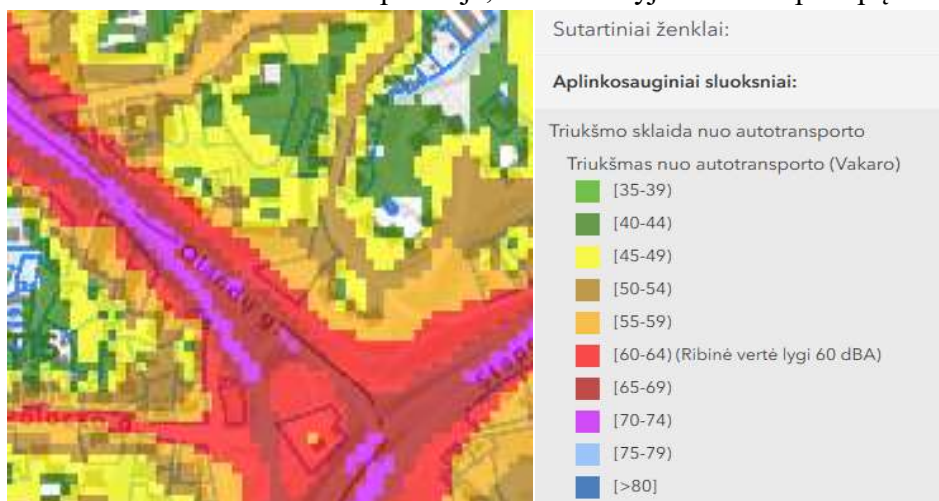 Sutartiniai ženklai:
Aplinkosauginiai sluoksniai:
Triukšmo sklaida nuo autotransporto
Triukšmas nuo autotransporto (Vakaro)
[35-39)
[40-44)
[45-49)
[50-54)
[55-59)
[60-64) (Ribinė vertė lygi 60 dBA)
[65-69)
[70-74)
[75-79)
[>80]
Olandų g.